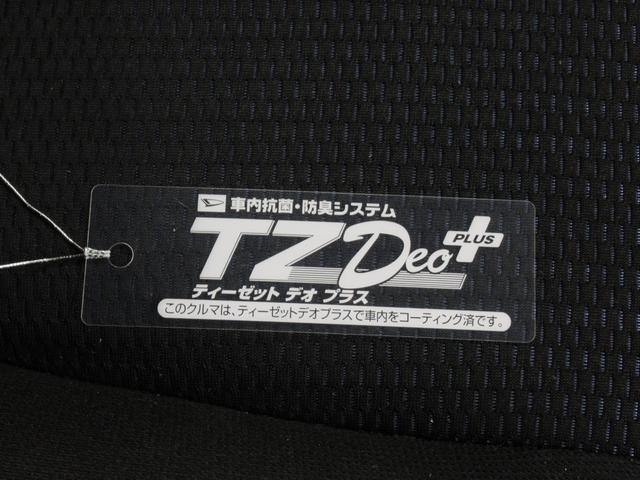 車内抗菌・防臭システム
TZ Deo PLUS
ティーゼット デオ プラス
このクルマは、ティーゼットデオプラスで車内をコーティング済です。